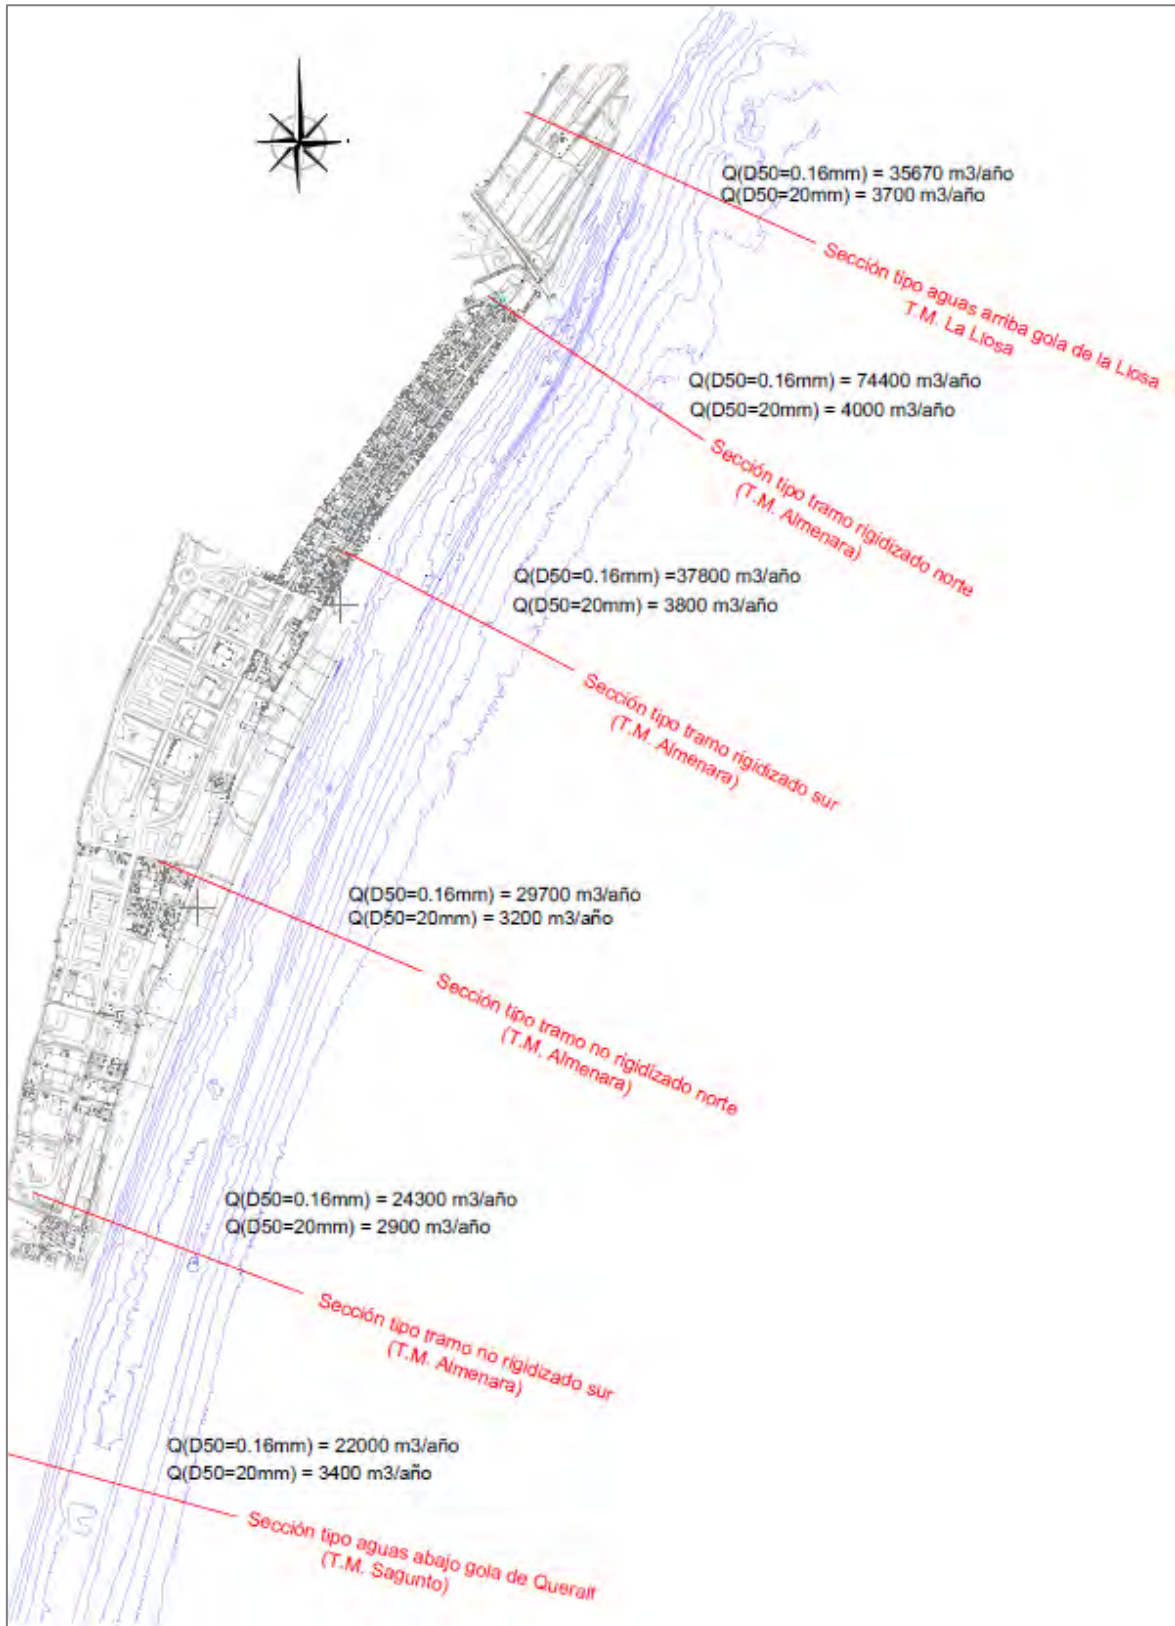 Q(D50=0.16mm) = 35670 m3/año
Q(D50=20mm) = 3700 m3/año
Sección tipo aguas arriba gola de la Llosa
T.M. La Llosa
Q(D50=0.16mm) = 74400 m3/año
Q(D50=20mm) = 4000 m3/año
Sección tipo tramo rigidizado norte
(T.M. Almenara)
Q(D50=0.16mm) =37800 m3/año
Q(D50=20mm) = 3800 m3/año
Sección tipo tramo rigidizado sur
(T.M. Almenara)
Q(D50=0.16mm) = 29700 m3/año
Q(D50=20mm) = 3200 m3/año
Sección tipo tramo no rigidizado norte
(T.M. Almenara)
Q(D50=0.16mm) = 24300 m3/año
Q(D50=20mm) = 2900 m3/año
Sección tipo tramo no rigidizado sur
(T.M. Almenara)
Q(D50=0.16mm) = 22000 m3/año
Q(D50=20mm) = 3400 m3/año
Sección tipo aguas abajo gola de Queralt
(T.M. Sagunto)